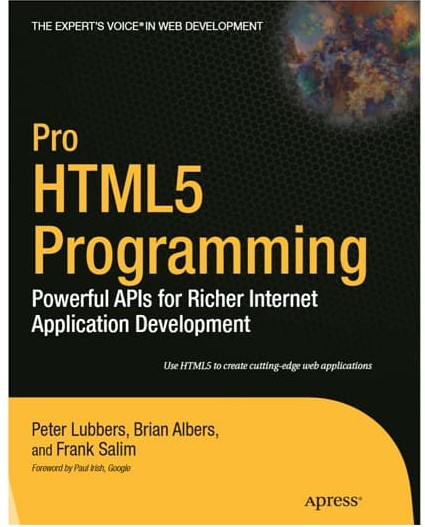 THE EXPERT'S VOICE® IN WEB DEVELOPMENT
Pro
HTML5
Programming
Powerful APIs for Richer Internet
Application Development
Use HTML5 to create cutting-edge web applications
Peter Lubbers, Brian Albers,
and Frank Salim
Foreword by Paul Irish, Google
Apress®